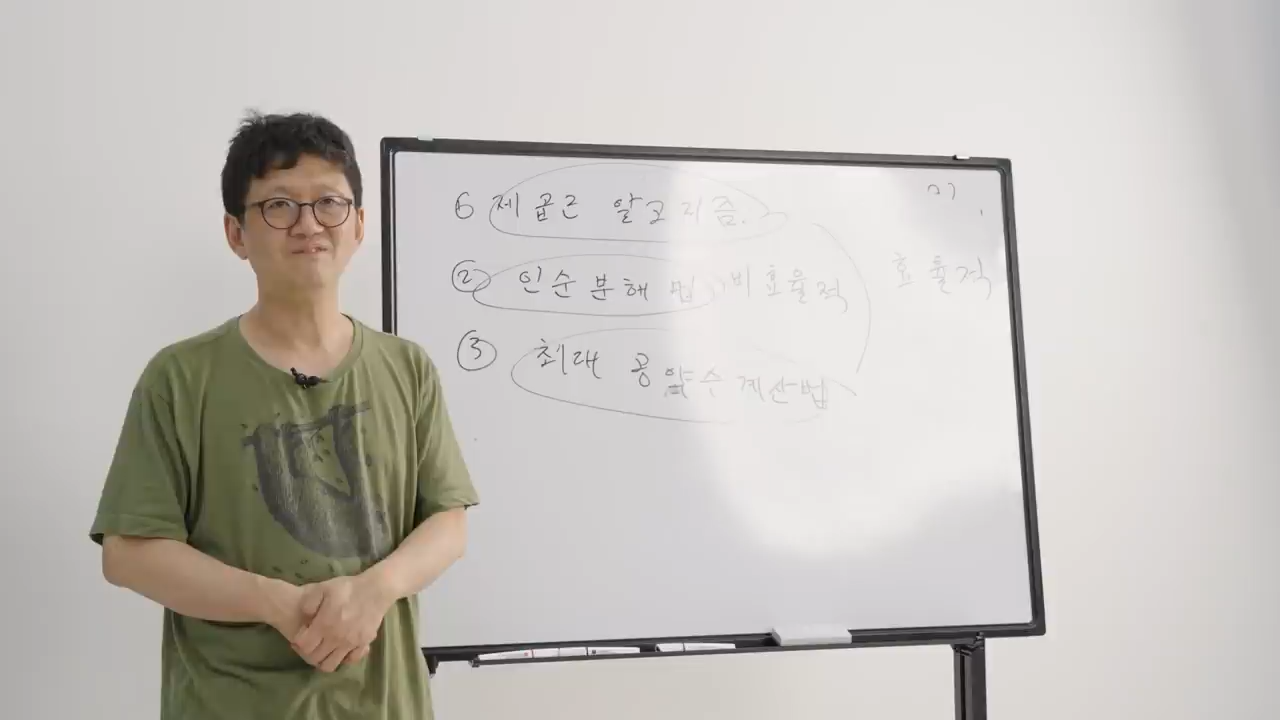 6 제곱근 알고리즘.
② 인순분해 법 비효율적
효율적
③ 최대 공약수 계산법